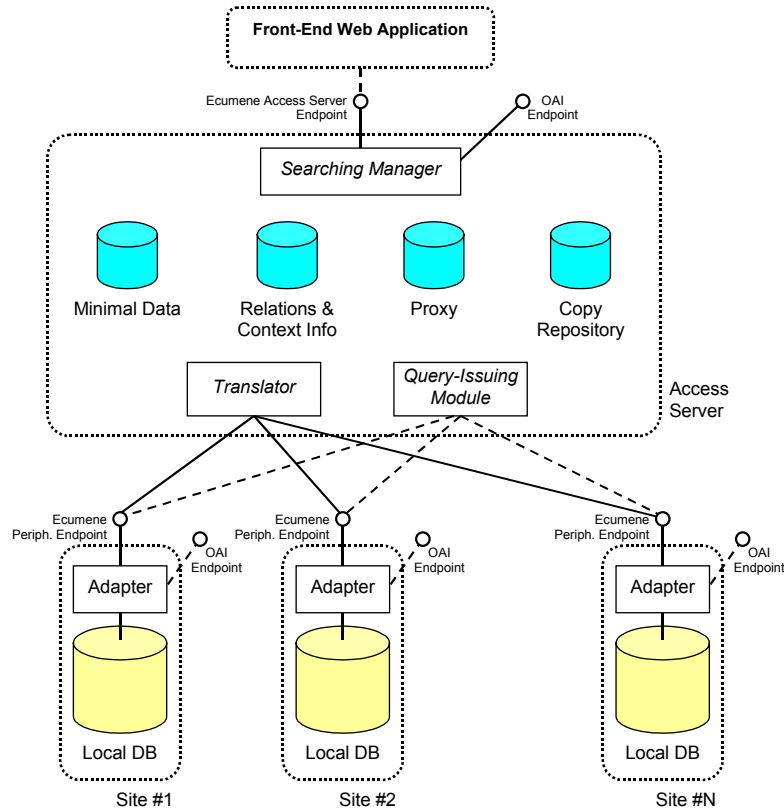 Front-End Web Application
Ecumene Access Server
Endpoint
OAI
Endpoint
Searching Manager
Minimal Data
Relations &
Context Info
Proxy
Copy
Repository
Translator
Query-Issuing
Module
Access
Server
Ecumene
Periph. Endpoint
OAI
Endpoint
Adapter
Local DB
Site #1
Ecumene
Periph. Endpoint
OAI
Endpoint
Adapter
Local DB
Site #2
Ecumene
Periph. Endpoint
OAI
Endpoint
Adapter
Local DB
Site #N